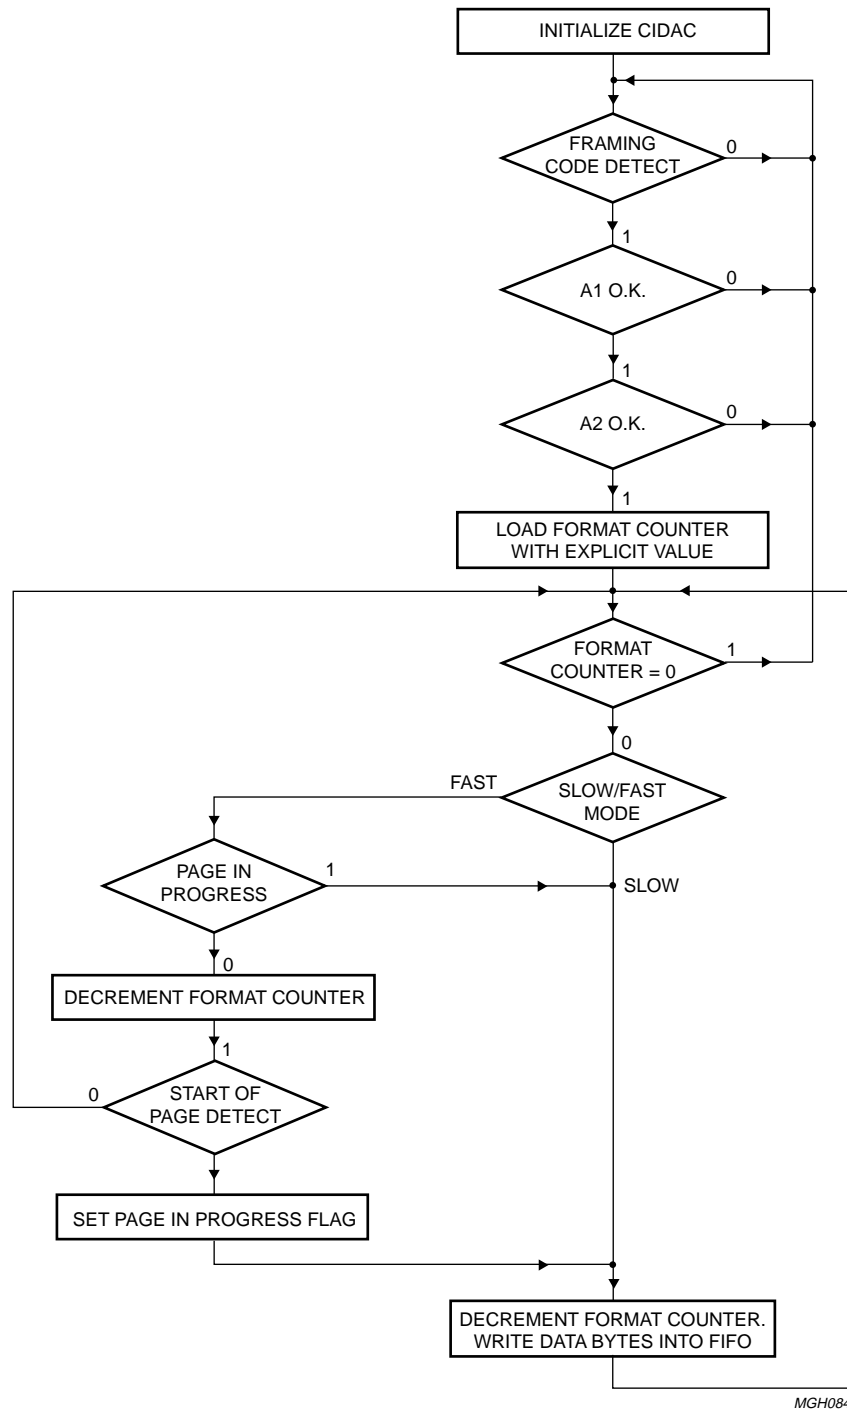 INITIALIZE CIDAC
FRAMING
CODE DETECT
0
1
A1 O.K.
0
1
A2 O.K.
0
1
LOAD FORMAT COUNTER
WITH EXPLICIT VALUE
FORMAT
COUNTER = 0
1
0
FAST
SLOW/FAST
MODE
PAGE IN
PROGRESS
1
SLOW
0
DECREMENT FORMAT COUNTER
1
0
START OF
PAGE DETECT
SET PAGE IN PROGRESS FLAG
DECREMENT FORMAT COUNTER.
WRITE DATA BYTES INTO FIFO
MGH084